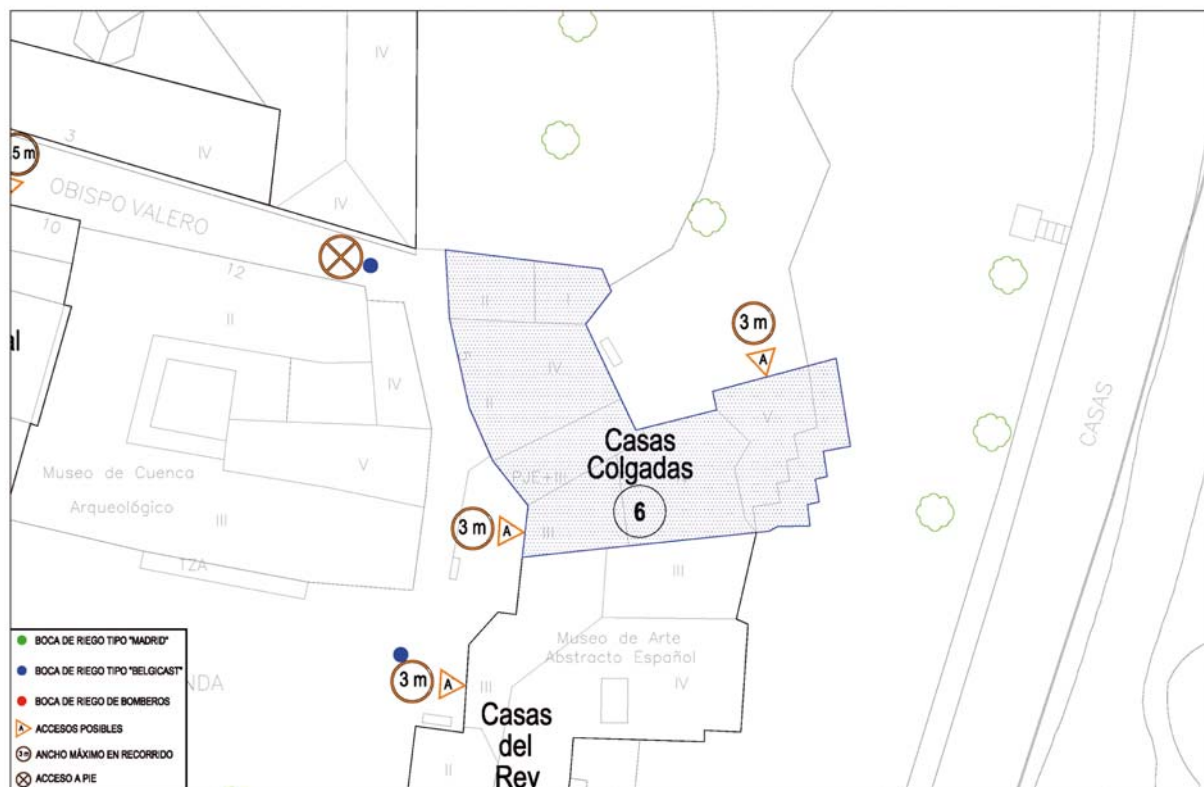 IV
3
IV
5 m
OBISPO VALERO
IV
10
12
II
II
I
3 m
A
al
IV
5
II
IV
V
CASAS
Casas
Colgadas
6
V
PJE+III
Museo de Cuenca
Arqueológico
III
3 m
A
III
TZA
III
Museo de Arte
Abstracto Español
IV
3 m
A
III
NDA
Casas
del
Rey
II
BOCA DE RIEGO TIPO "MADRID"
BOCA DE RIEGO TIPO "BELGICAST"
BOCA DE RIEGO DE BOMBEROS
A ACCESOS POSIBLES
3 m ANCHO MÁXIMO EN RECORRIDO
ACCESO A PIE